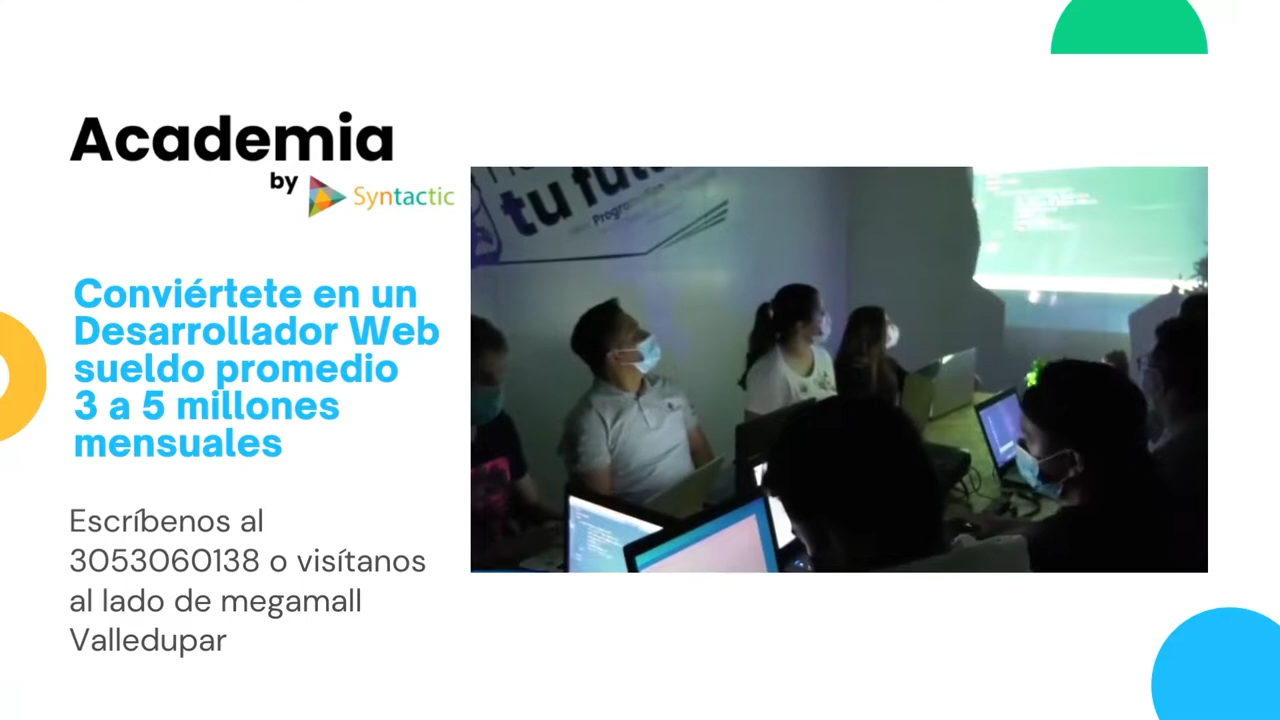 Academia
by Syntactic
Conviértete en un
Desarrollador Web
sueldo promedio
3 a 5 millones
mensuales
Escríbenos al
3053060138 o visítanos
al lado de megamall
Valledupar
tu